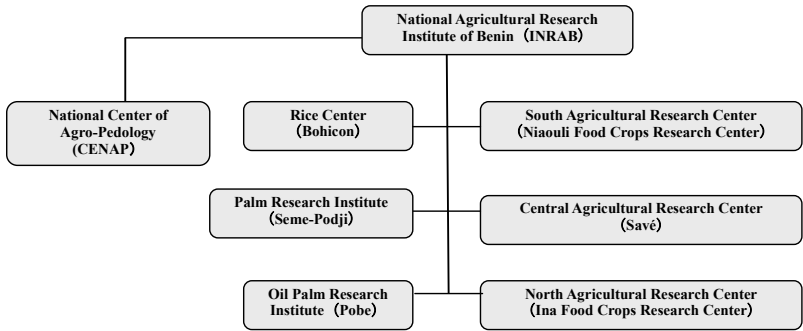 National Agricultural Research
Institute of Benin（INRAB）
National Center of
Agro-Pedology
(CENAP）
Rice Center
（Bohicon）
South Agricultural Research Center
（Niaouli Food Crops Research Center）
Palm Research Institute
（Seme-Podji）
Central Agricultural Research Center
（Savé）
Oil Palm Research
Institute（Pobe）
North Agricultural Research Center
（Ina Food Crops Research Center）